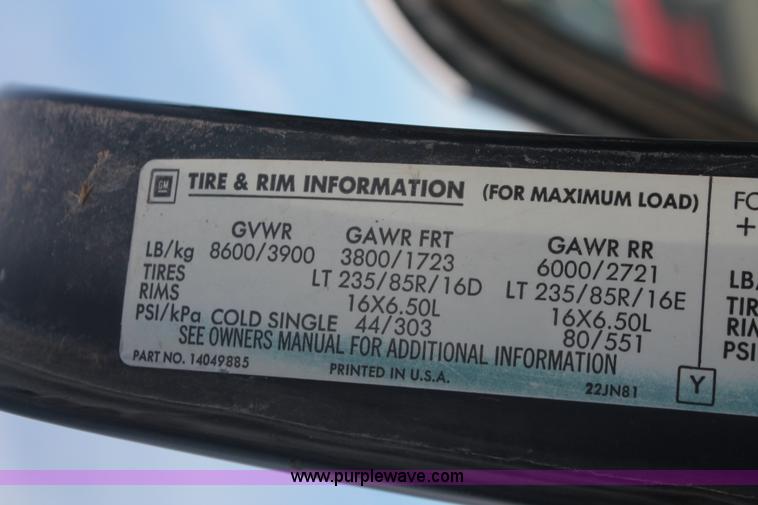 GM TIRE & RIM INFORMATION (FOR MAXIMUM LOAD)
GVWR GAWR FRT GAWR RR
LB/kg 8600/3900 3800/1723 6000/2721
TIRES LT 235/85R/16D LT 235/85R/16E
RIMS 16X6.50L 16X6.50L
PSI/kPa COLD SINGLE 44/303 80/551
SEE OWNERS MANUAL FOR ADDITIONAL INFORMATION
PART NO. 14049885 PRINTED IN U.S.A. 22JN81 Y
FO
+
LB/
TIR
RIM
PSI
www.purplewave.com